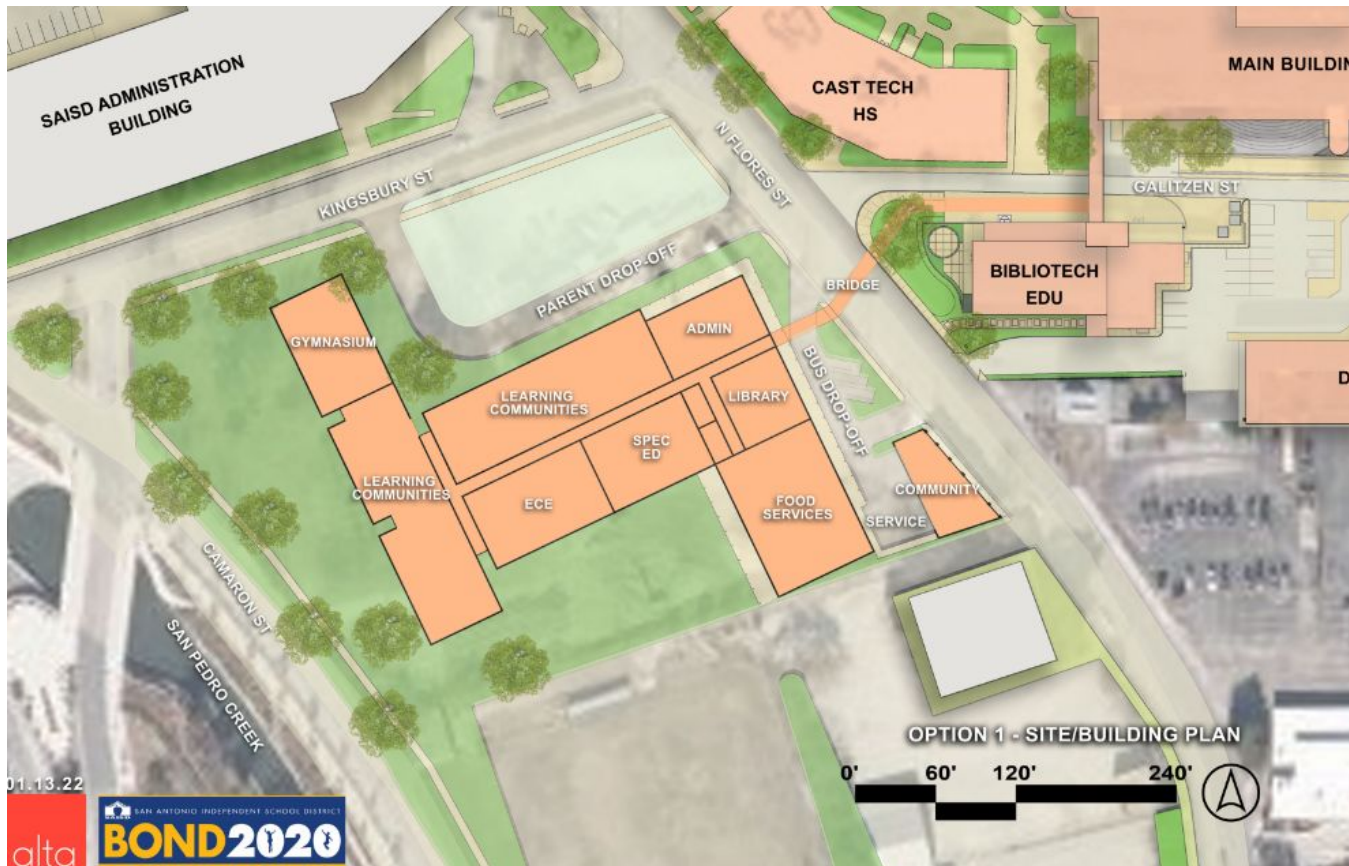 SAISD ADMINISTRATION
BUILDING
CAST TECH
HS
MAIN BUILDIN
N FLORES ST
KINGSBURY ST
GALITZEN ST
PARENT DROP-OFF
BRIDGE
BIBLIOTECH
EDU
GYMNASIUM
ADMIN
LEARNING
COMMUNITIES
LIBRARY
BUS DROP-OFF
D
SPEC
ED
LEARNING
COMMUNITIES
ECE
FOOD
SERVICES
COMMUNITY
SERVICE
CAMARON ST
SAN PEDRO CREEK
OPTION 1 - SITE/BUILDING PLAN
0' 60' 120' 240'
01.13.22
alta
SAN ANTONIO INDEPENDENT SCHOOL DISTRICT
BOND2020